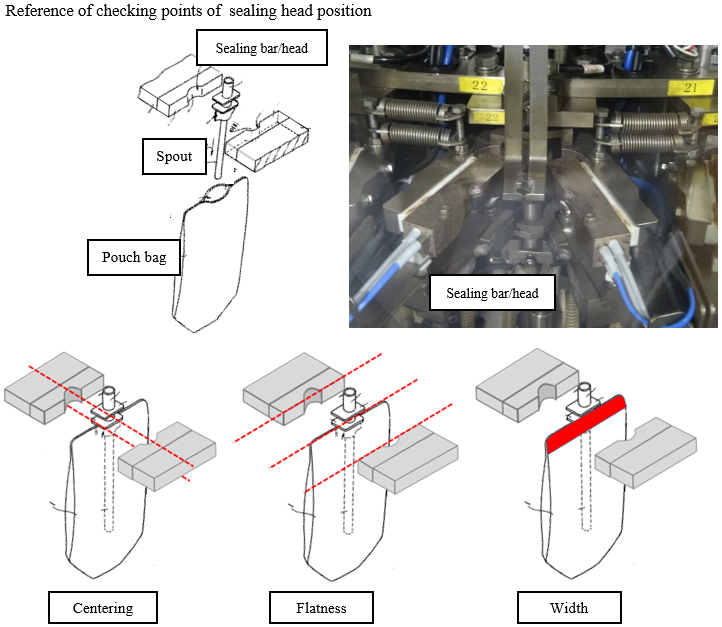 Reference of checking points of sealing head position
Sealing bar/head
22
21
22
Spout
Pouch bag
Sealing bar/head
Centering
Flatness
Width